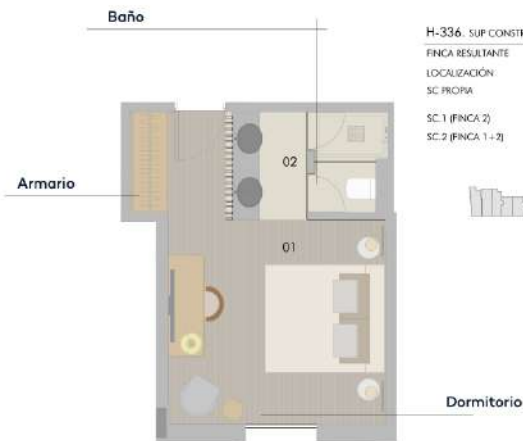 Baño
H-336. SUP CONSTR
FINCA RESULTANTE
LOCALIZACIÓN
SC PROPIA
SC.1 (FINCA 2)
SC.2 (FINCA 1+2)
02
Armario
01
Dormitorio